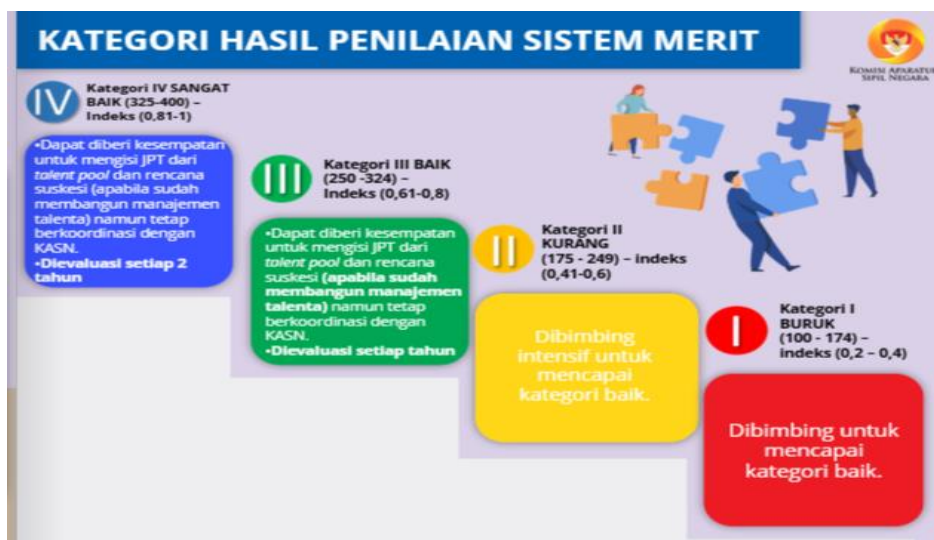 KATEGORI HASIL PENILAIAN SISTEM MERIT
KOMISI APARATUR
SIPIL NEGARA
IV
Kategori IV SANGAT
BAIK (325-400) –
Indeks (0,81-1)
•Dapat diberi kesempatan
untuk mengisi JPT dari
talent pool dan rencana
suskesi (apabila sudah
membangun manajemen
talenta) namun tetap
berkoordinasi dengan
KASN.
•Dievaluasi setiap 2
tahun
III
Kategori III BAIK
(250 -324) –
Indeks (0,61-0,8)
•Dapat diberi kesempatan
untuk mengisi JPT dari
talent pool dan rencana
suskesi (apabila sudah
membangun manajemen
talenta) namun tetap
berkoordinasi dengan
KASN.
•Dievaluasi setiap tahun
II
Kategori II
KURANG
(175 - 249) – indeks
(0,41-0,6)
Dibimbing
intensif untuk
mencapai
kategori baik.
I
Kategori I
BURUK
(100 - 174) –
indeks (0,2 – 0,4)
Dibimbing untuk
mencapai
kategori baik.